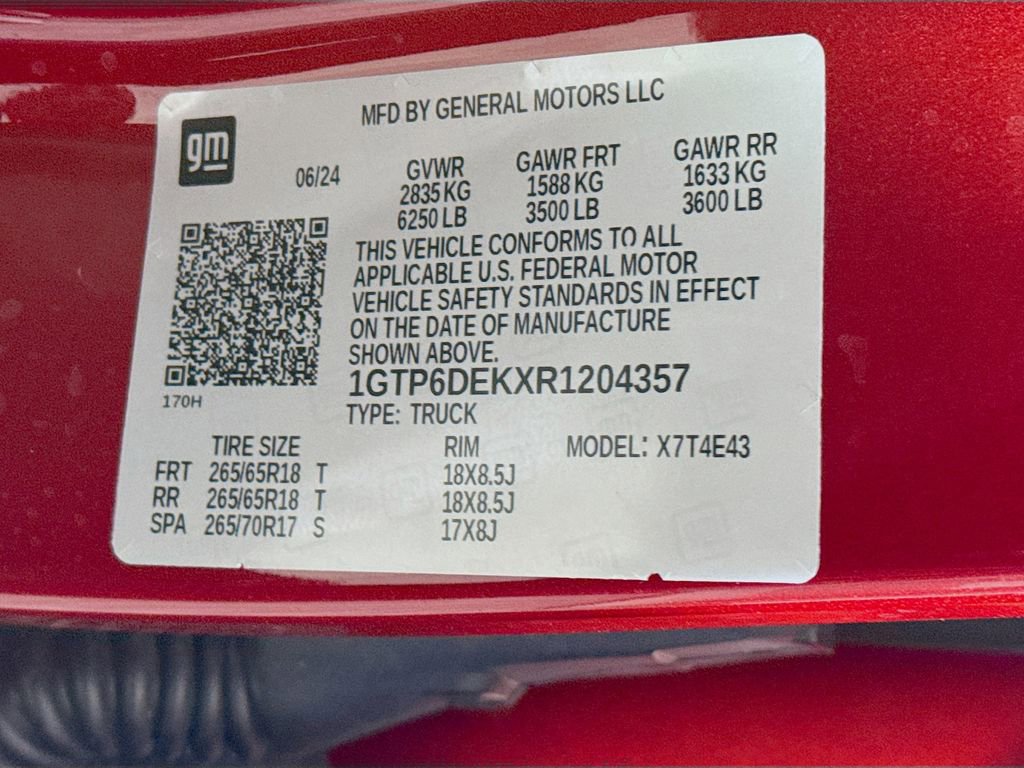 MFD BY GENERAL MOTORS LLC
gm
06/24 GVWR GAWR FRT GAWR RR
2835 KG 1588 KG 1633 KG
6250 LB 3500 LB 3600 LB
THIS VEHICLE CONFORMS TO ALL
APPLICABLE U.S. FEDERAL MOTOR
VEHICLE SAFETY STANDARDS IN EFFECT
ON THE DATE OF MANUFACTURE
SHOWN ABOVE.
1GTP6DEKXR1204357
170H
TYPE: TRUCK
TIRE SIZE RIM MODEL: X7T4E43
FRT 265/65R18 T 18X8.5J
RR 265/65R18 T 18X8.5J
SPA 265/70R17 S 17X8J